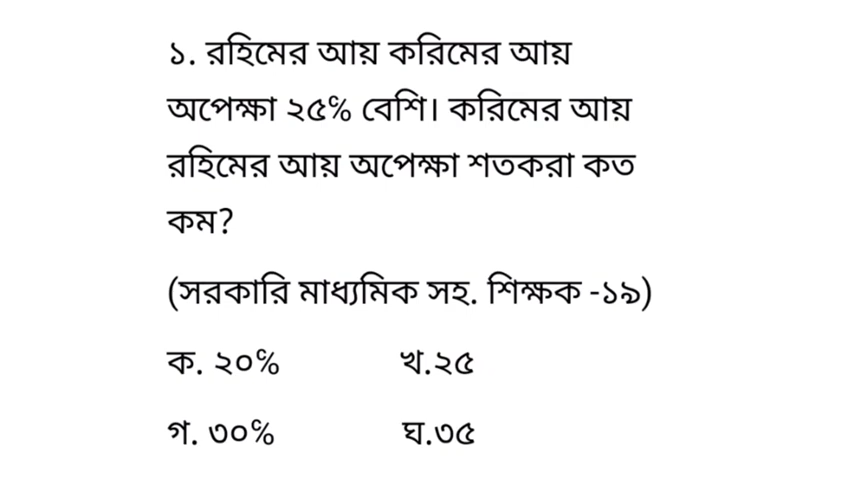 ১. রহিমের আয় করিমের আয়
অপেক্ষা ২৫% বেশি। করিমের আয়
রহিমের আয় অপেক্ষা শতকরা কত
কম?
(সরকারি মাধ্যমিক সহ. শিক্ষক -১৯)
ক. ২০% খ.২৫
গ. ৩০% ঘ.৩৫